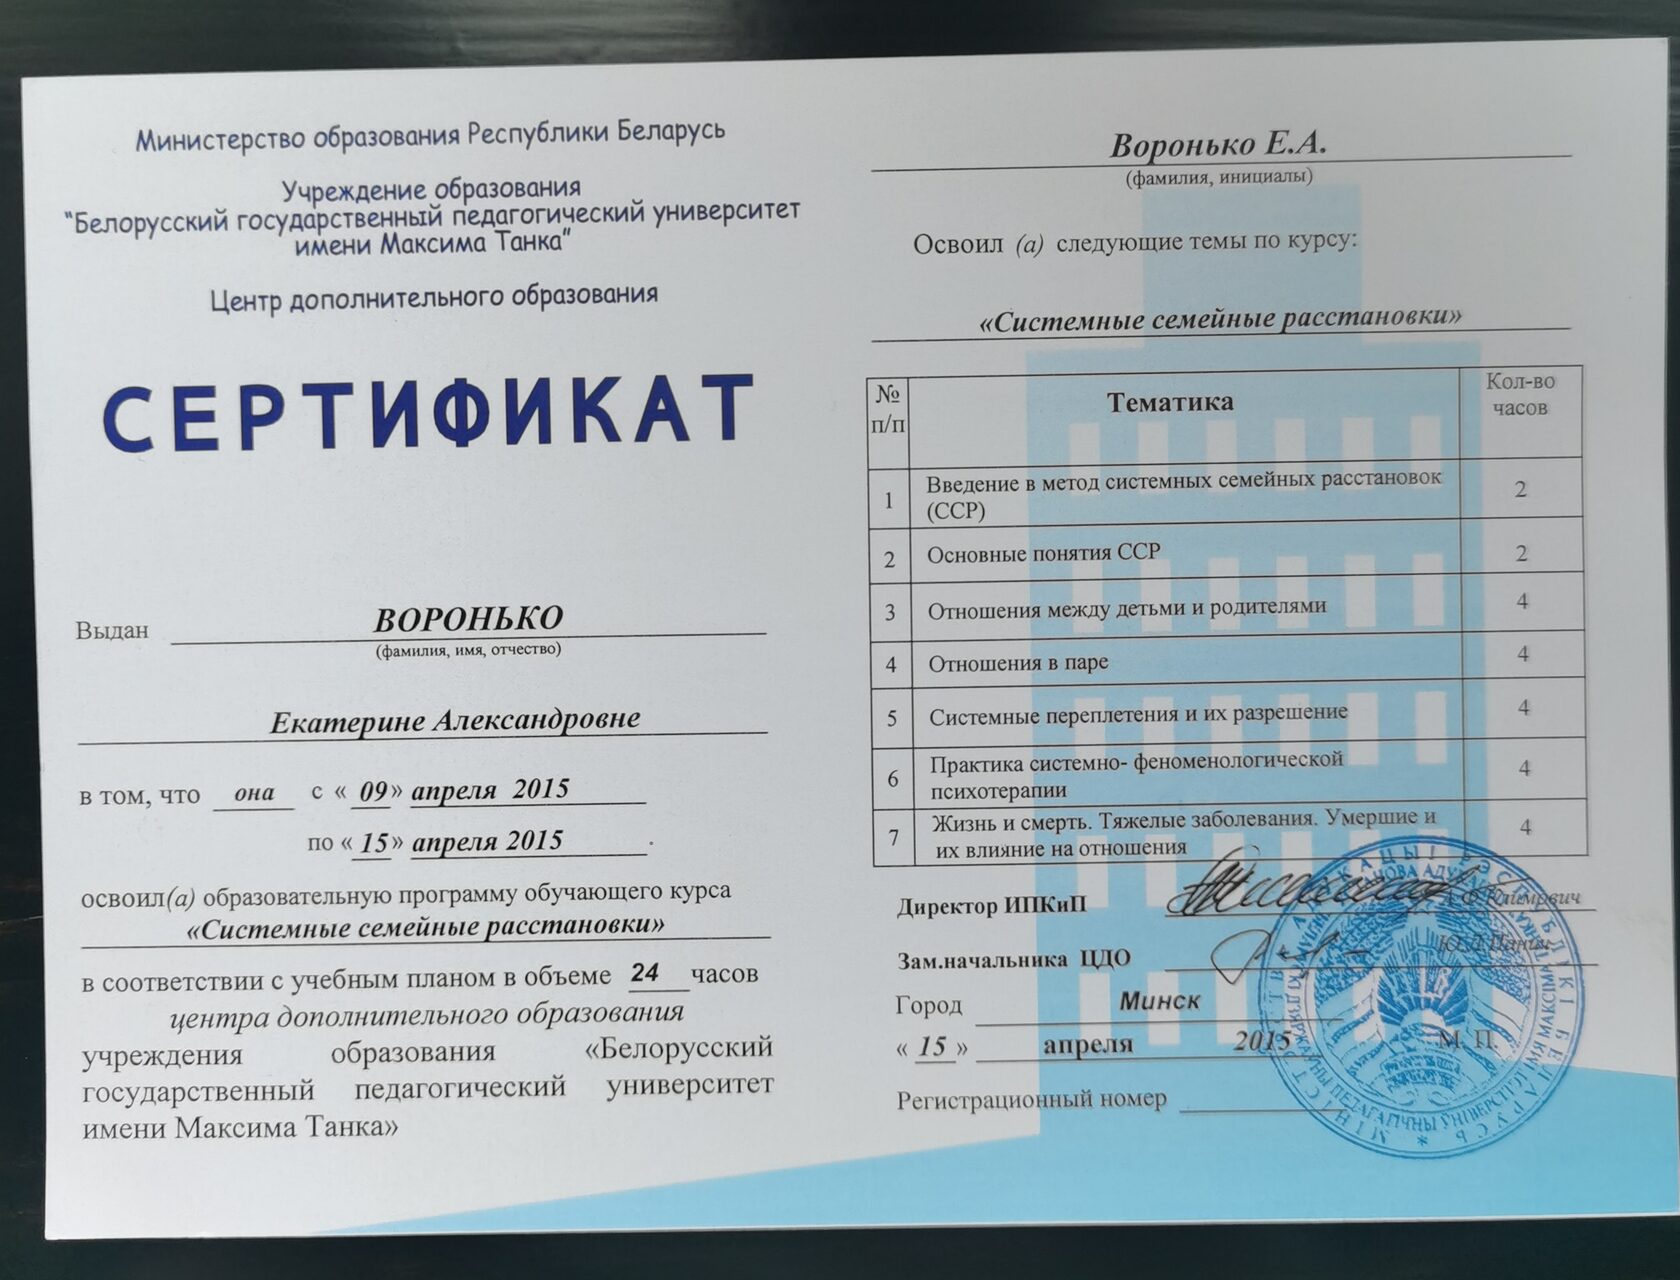 Министерство образования Республики Беларусь
Учреждение образования
"Белорусский государственный педагогический университет
имени Максима Танка"
Центр дополнительного образования
СЕРТИФИКАТ
Выдан ВОРОНЬКО
(фамилия, имя, отчество)
Екатерине Александровне
в том, что она с « 09» апреля 2015
по « 15» апреля 2015 .
освоил(а) образовательную программу обучающего курса
«Системные семейные расстановки»
в соответствии с учебным планом в объеме 24 часов
центра дополнительного образования
учреждения образования «Белорусский
государственный педагогический университет
имени Максима Танка»
Воронько Е.А.
(фамилия, инициалы)
Освоил (а) следующие темы по курсу:
«Системные семейные расстановки»
№ п/п Тематика Кол-во часов
1 Введение в метод системных семейных расстановок (ССР) 2
2 Основные понятия ССР 2
3 Отношения между детьми и родителями 4
4 Отношения в паре 4
5 Системные переплетения и их разрешение 4
6 Практика системно- феноменологической психотерапии 4
7 Жизнь и смерть. Тяжелые заболевания. Умершие и их влияние на отношения 4
Директор ИПКиП Климович
Зам.начальника ЦДО
Город Минск
« 15 » апреля 2015 М. П.
Регистрационный номер